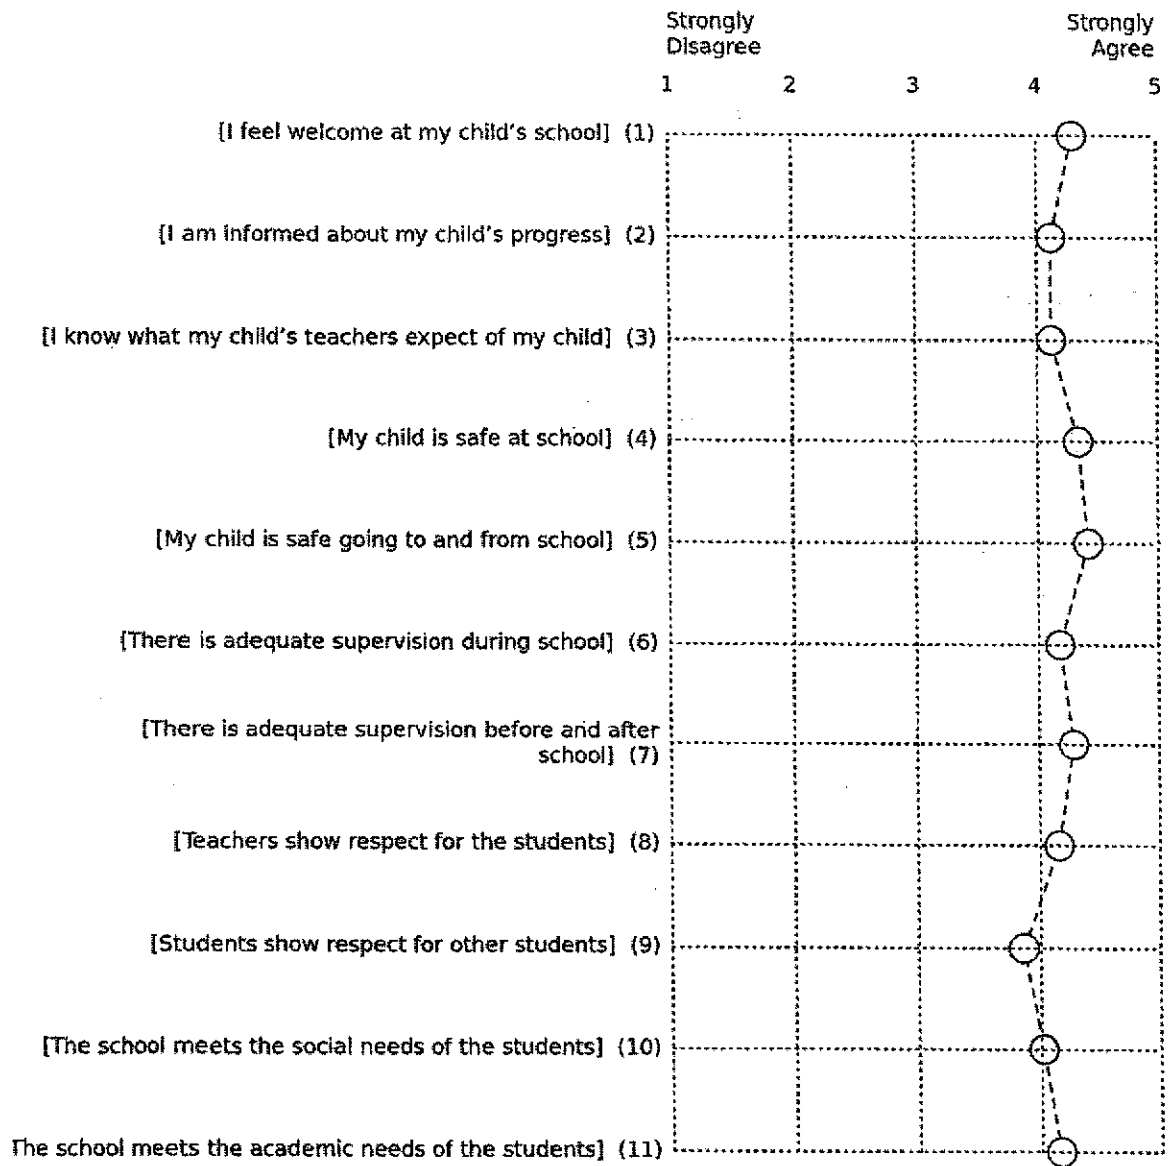 Strongly Disagree
Strongly Agree
1 2 3 4 5
[I feel welcome at my child's school] (1)
[I am informed about my child's progress] (2)
[I know what my child's teachers expect of my child] (3)
[My child is safe at school] (4)
[My child is safe going to and from school] (5)
[There is adequate supervision during school] (6)
[There is adequate supervision before and after
school] (7)
[Teachers show respect for the students] (8)
[Students show respect for other students] (9)
[The school meets the social needs of the students] (10)
The school meets the academic needs of the students] (11)